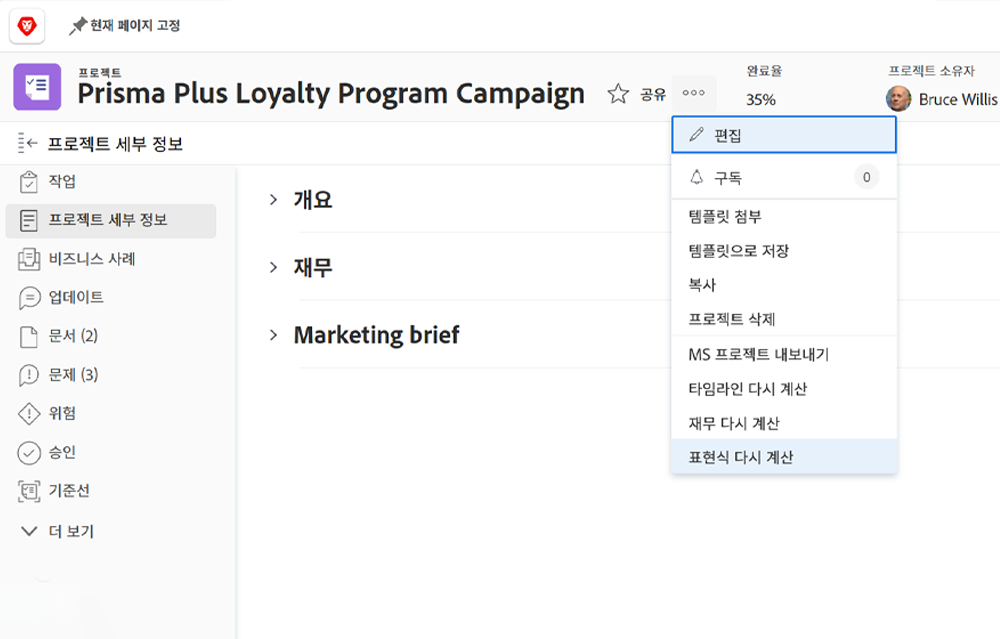 현재 페이지 고정
프로젝트
Prisma Plus Loyalty Program Campaign
공유
완료율
35%
프로젝트 소유자
Bruce Willis
프로젝트 세부 정보
작업
프로젝트 세부 정보
비즈니스 사례
업데이트
문서 (2)
문제 (3)
위험
승인
기준선
더 보기
개요
재무
Marketing brief
편집
구독
0
템플릿 첨부
템플릿으로 저장
복사
프로젝트 삭제
MS 프로젝트 내보내기
타임라인 다시 계산
재무 다시 계산
표현식 다시 계산